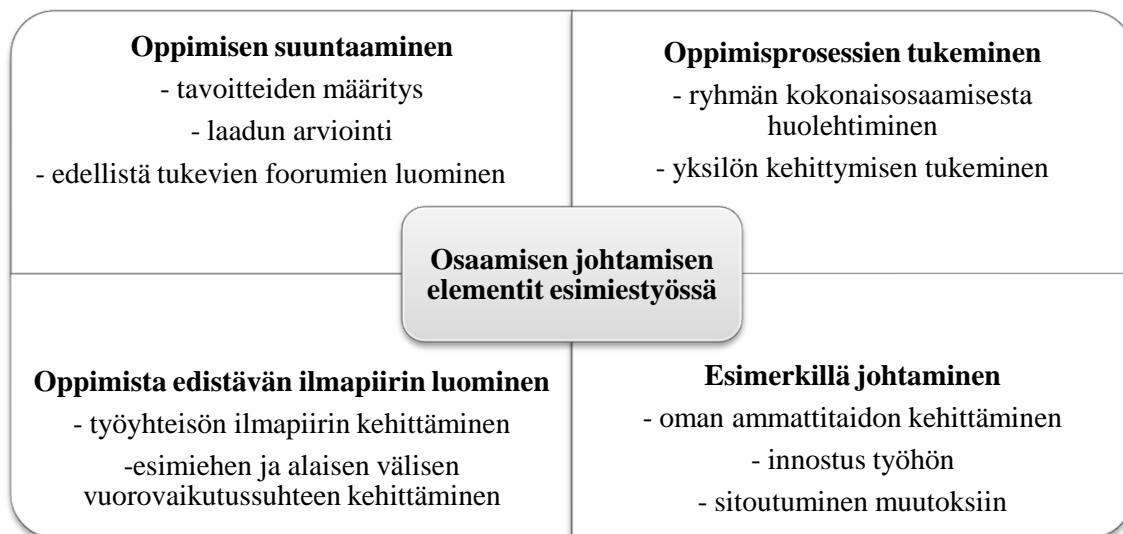 Oppimisen suuntaaminen
- tavoitteiden määritys
- laadun arviointi
- edellistä tukevien foorumien luominen
Oppimisprosessien tukeminen
- ryhmän kokonaisosaamisesta
huolehtiminen
- yksilön kehittymisen tukeminen
Osaamisen johtamisen
elementit esimiestyössä
Oppimista edistävän ilmapiirin luominen
- työyhteisön ilmapiirin kehittäminen
-esimiehen ja alaisen välisen
vuorovaikutussuhteen kehittäminen
Esimerkillä johtaminen
- oman ammattitaidon kehittäminen
- innostus työhön
- sitoutuminen muutoksiin